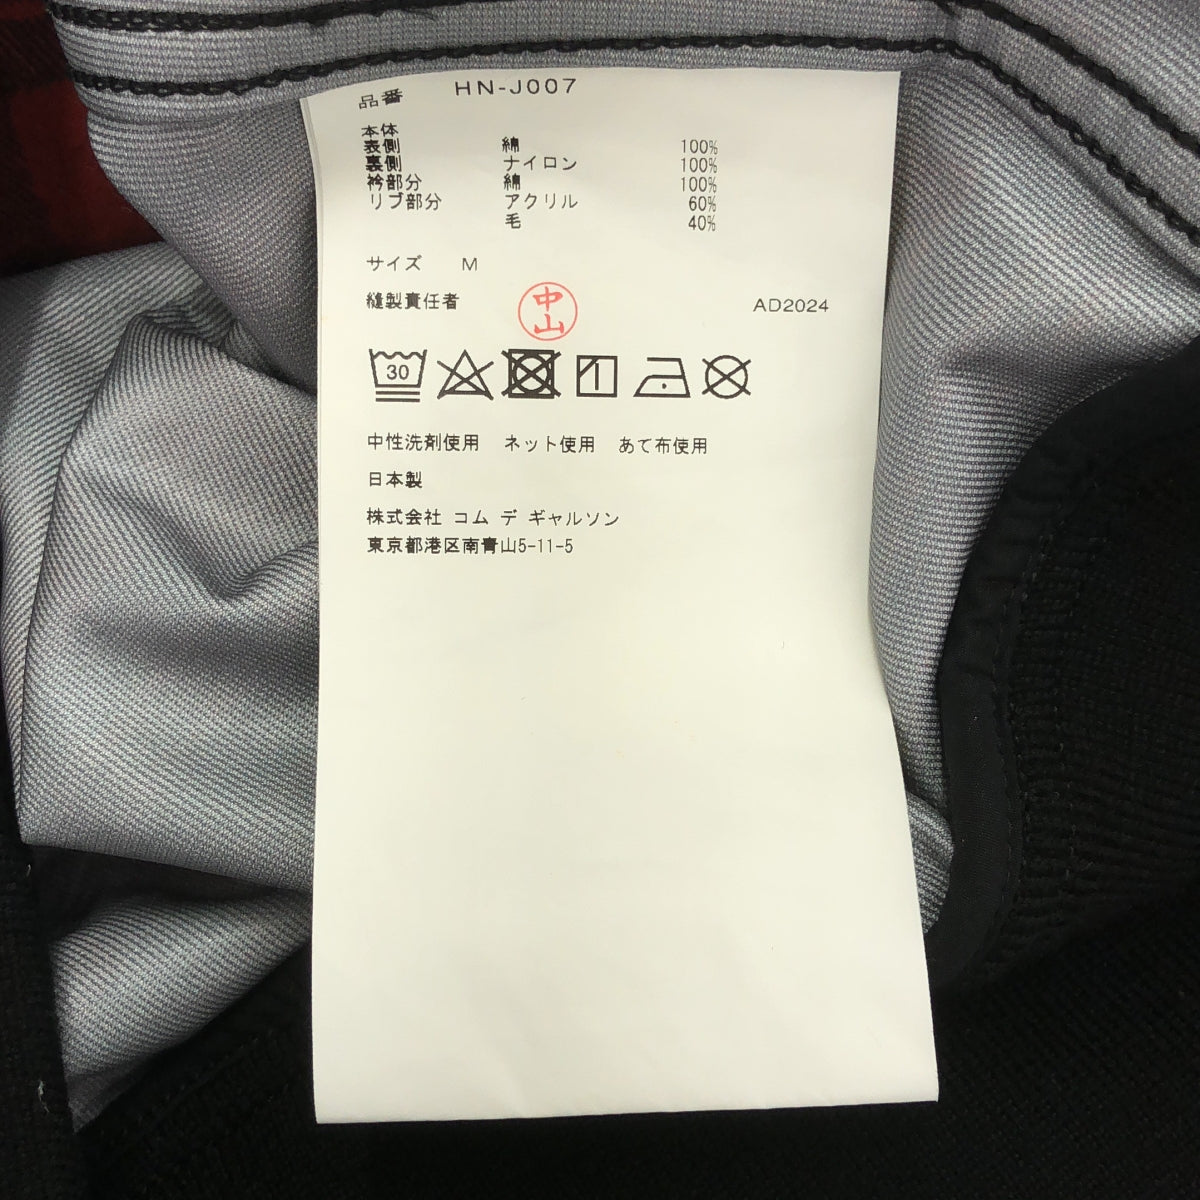 品番 HN-J007
本体
表側 綿 100%
裏側 ナイロン 100%
衿部分 綿 100%
リブ部分 アクリル 60%
毛 40%
サイズ M
縫製責任者 中山 AD2024
30
中性洗剤使用 ネット使用 あて布使用
日本製
株式会社 コム デ ギャルソン
東京都港区南青山5-11-5